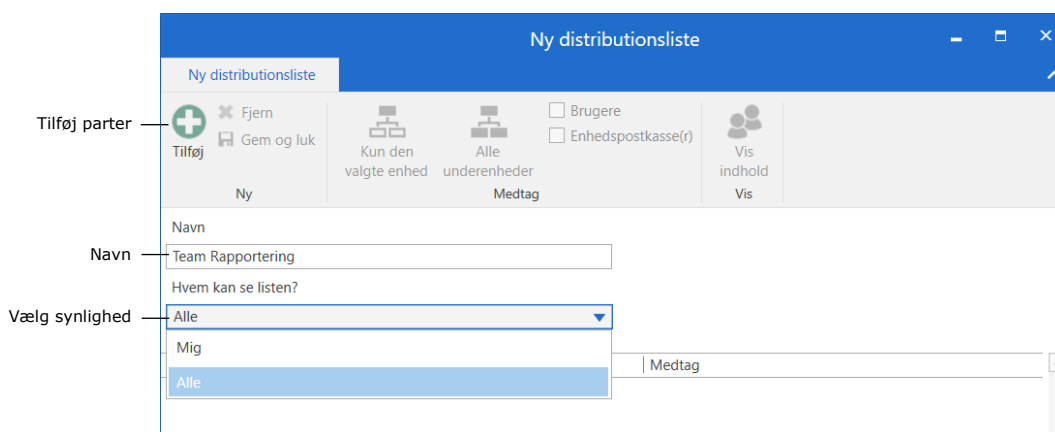 Ny distributionsliste
Ny distributionsliste
Tilføj parter
Tilføj
Fjern
Gem og luk
Ny
Kun den
valgte enhed
Alle
underenheder
Brugere
Enhedspostkasse(r)
Medtag
Vis
indhold
Vis
Navn
Navn
Team Rapportering
Hvem kan se listen?
Vælg synlighed
Alle
Mig
Alle
Medtag